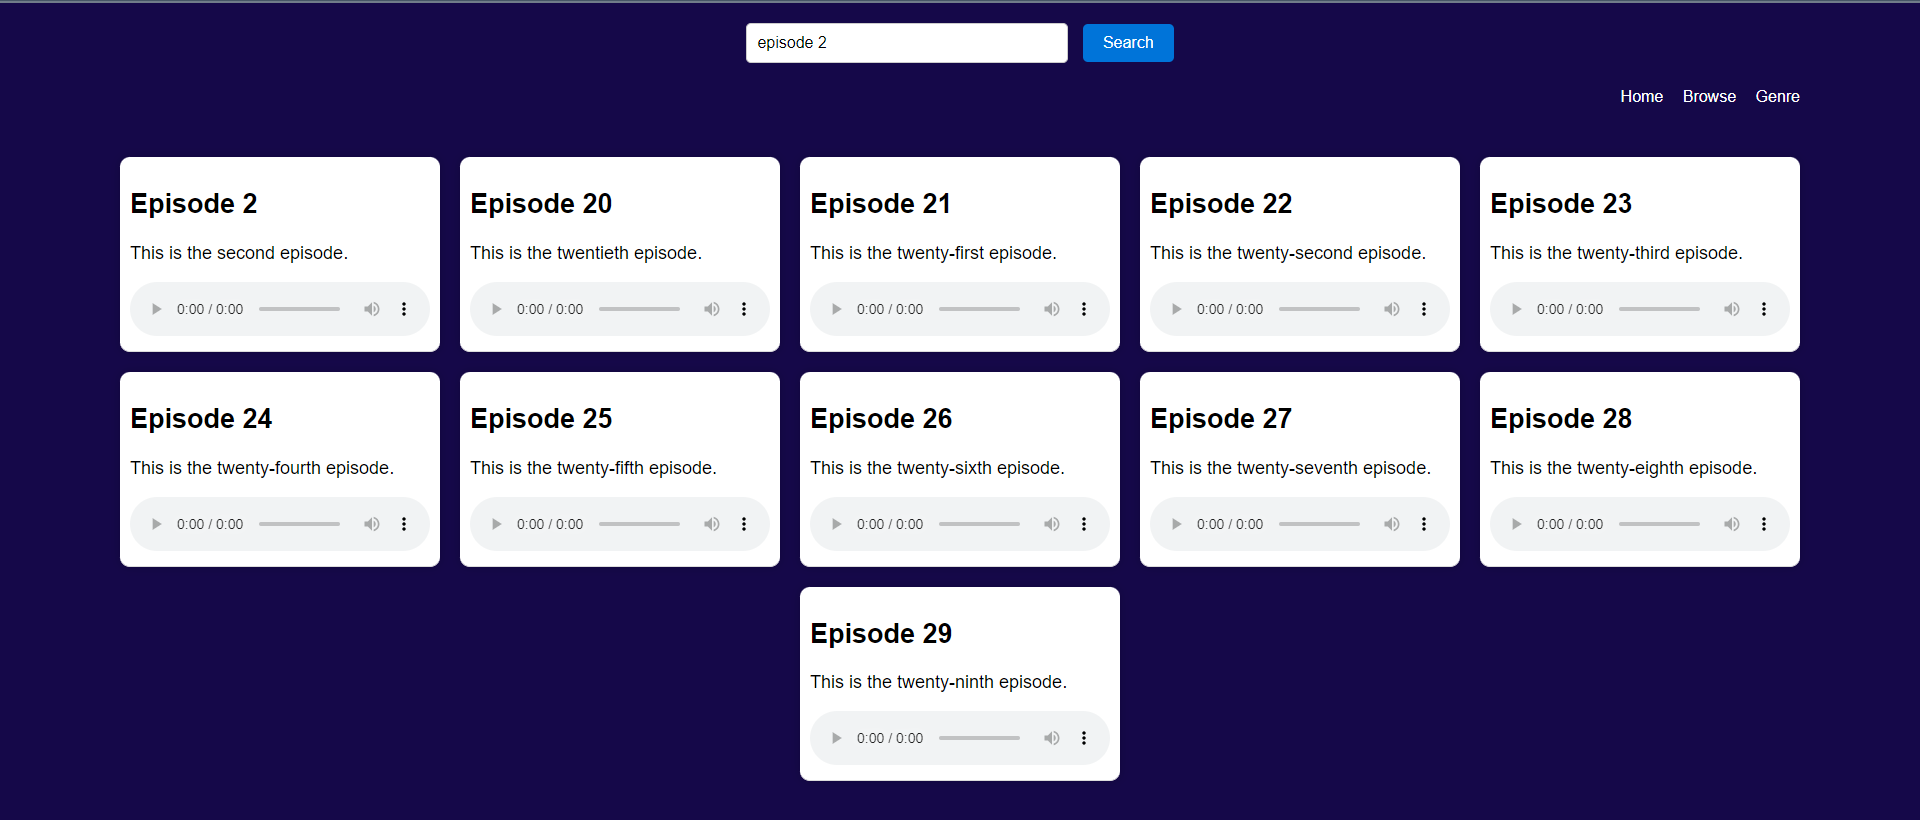 episode 2
Search
Home Browse Genre
Episode 2
This is the second episode.
0:00 / 0:00
Episode 20
This is the twentieth episode.
0:00 / 0:00
Episode 21
This is the twenty-first episode.
0:00 / 0:00
Episode 22
This is the twenty-second episode.
0:00 / 0:00
Episode 23
This is the twenty-third episode.
0:00 / 0:00
Episode 24
This is the twenty-fourth episode.
0:00 / 0:00
Episode 25
This is the twenty-fifth episode.
0:00 / 0:00
Episode 26
This is the twenty-sixth episode.
0:00 / 0:00
Episode 27
This is the twenty-seventh episode.
0:00 / 0:00
Episode 28
This is the twenty-eighth episode.
0:00 / 0:00
Episode 29
This is the twenty-ninth episode.
0:00 / 0:00